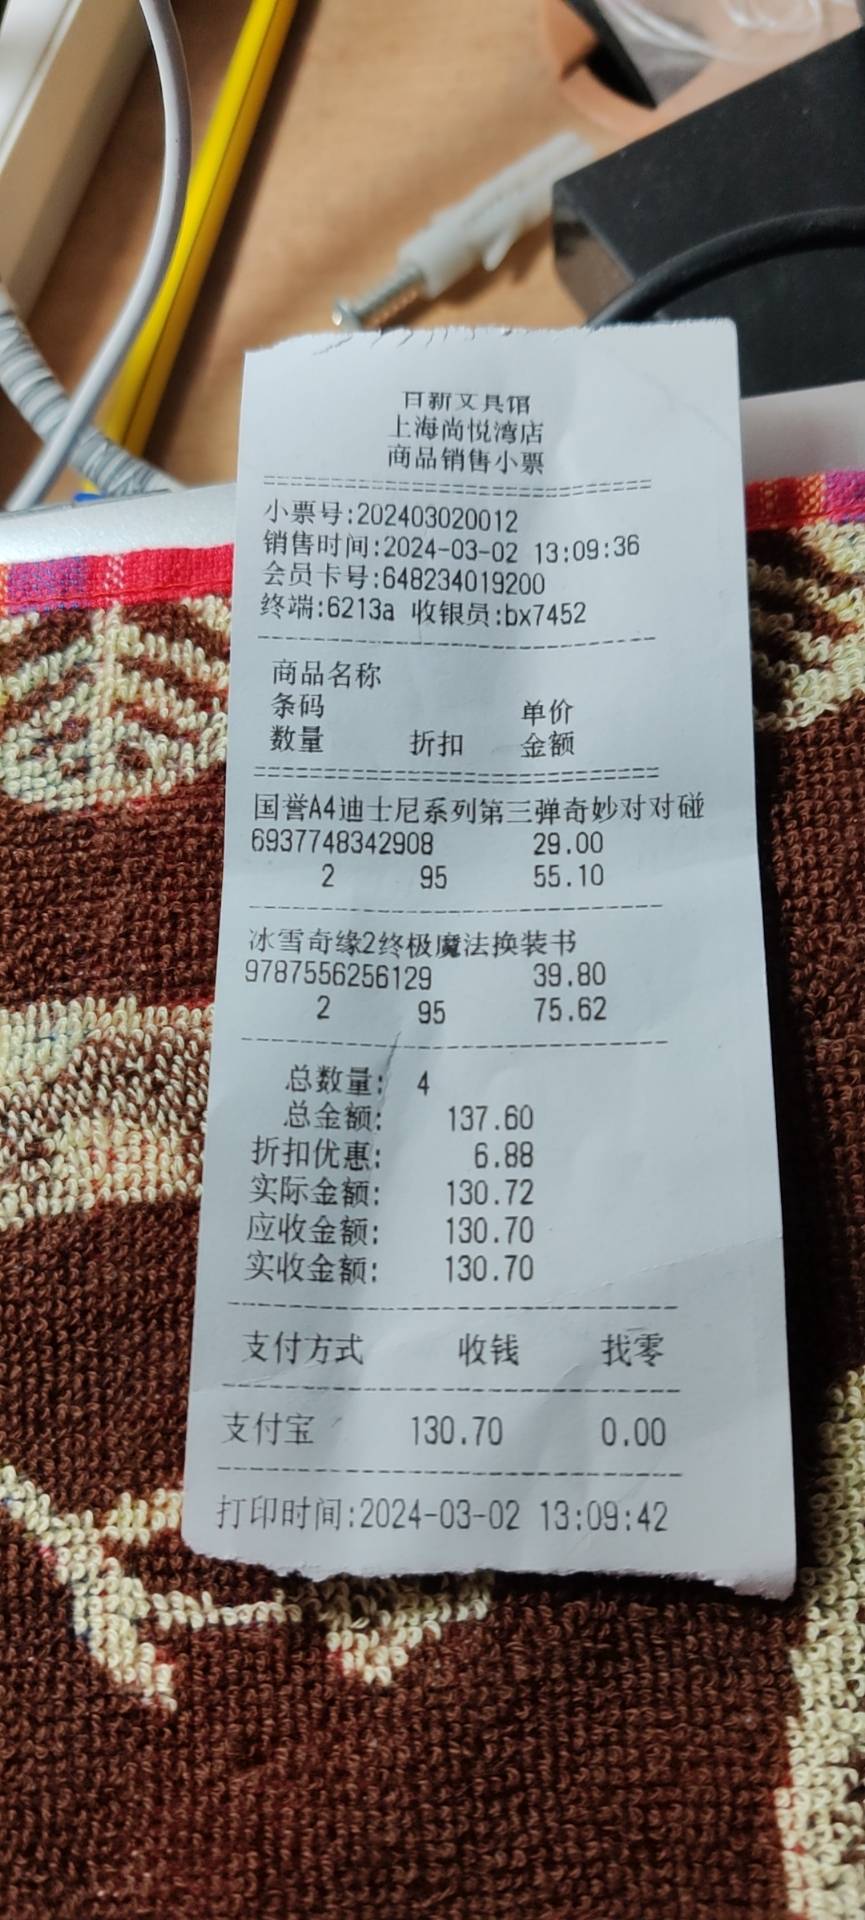 百新文具馆
上海尚悦湾店
商品销售小票
小票号:202403020012
销售时间:2024-03-02 13:09:36
会员卡号:648234019200
终端:6213a 收银员:bx7452
商品名称
条码 单价
数量 折扣 金额
国誉A4迪士尼系列第三弹奇妙对对碰
6937748342908 29.00
2 95 55.10
冰雪奇缘2终极魔法换装书
9787556256129 39.80
2 95 75.62
总数量: 4
总金额: 137.60
折扣优惠: 6.88
实际金额: 130.72
应收金额: 130.70
实收金额: 130.70
支付方式 收钱 找零
支付宝 130.70 0.00
打印时间:2024-03-02 13:09:42